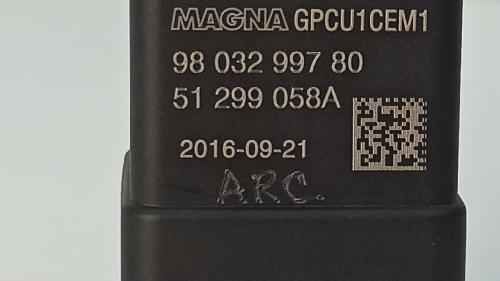 MAGNA GPCU1CEM1
98 032 997 80
51 299 058A
2016-09-21
ARC